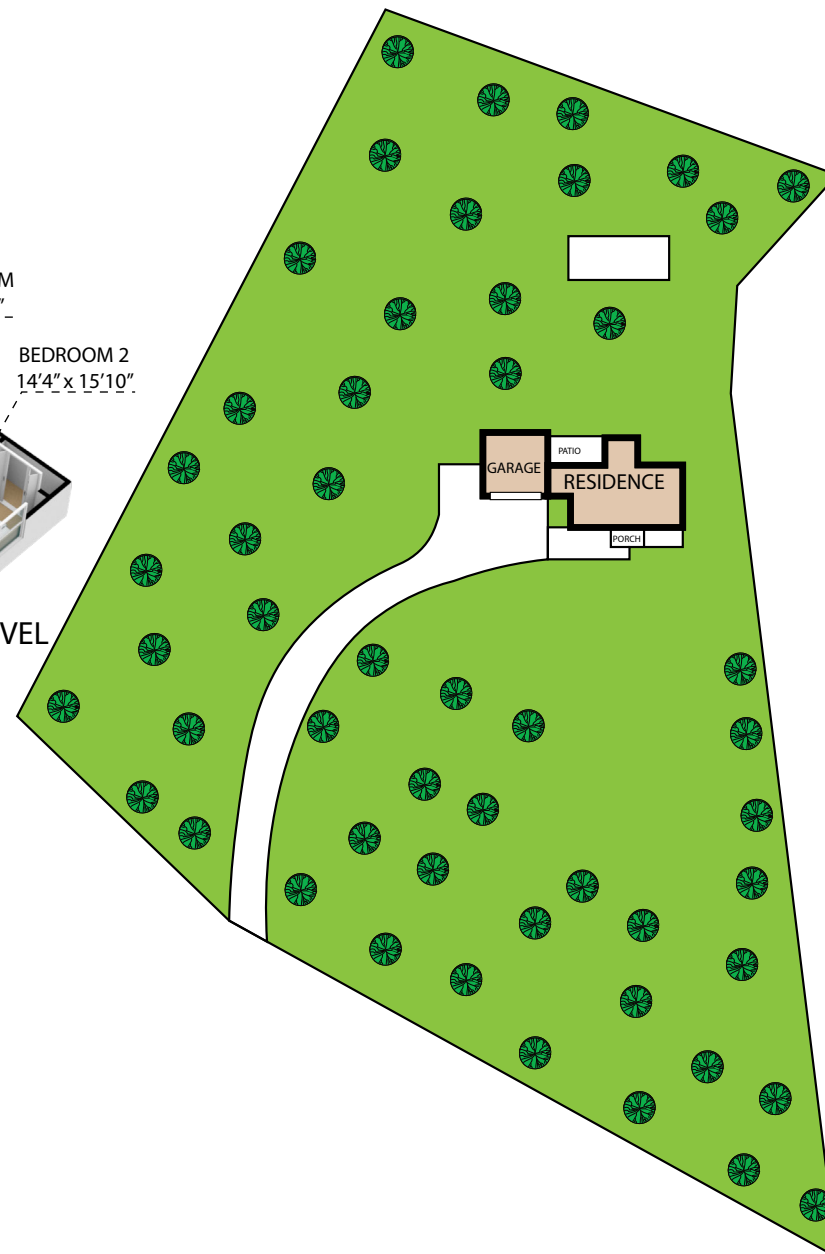 M
”
BEDROOM 2
14’4” x 15’10”
VEL
GARAGE
PATIO
RESIDENCE
PORCH